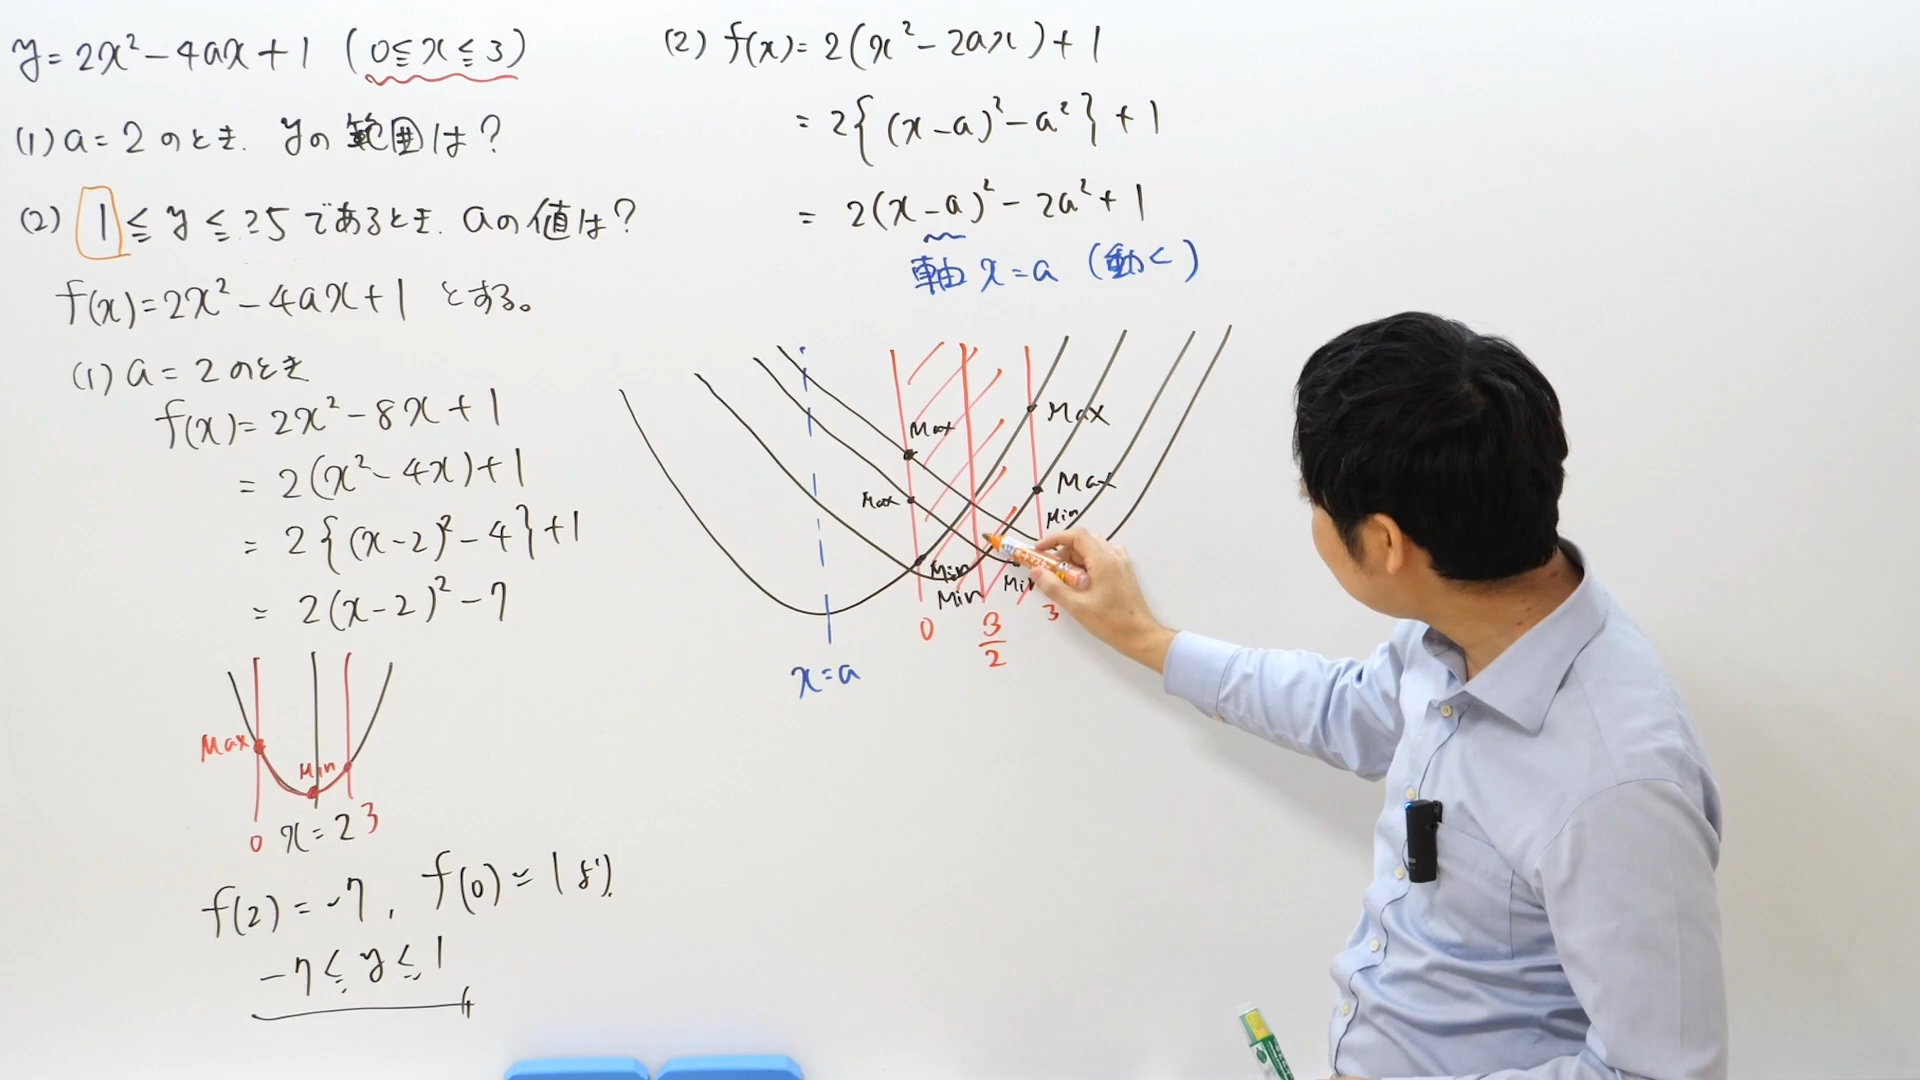 y=2x²-4ax+1 (0≦x≦3)
(1) a=2のとき. yの範囲は?
(2) 1≦y≦25であるとき. aの値は?
f(x)=2x²-4ax+1 とする。
(1) a=2のとき
f(x)=2x²-8x+1
=2(x²-4x)+1
=2{(x-2)²-4}+1
=2(x-2)²-7
Max
Min
0 x=2 3
f(2)=-7, f(0)=1より.
-7≦y≦1
(2) f(x)=2(x²-2ax)+1
=2{(x-a)²-a²}+1
=2(x-a)²-2a²+1
軸 x=a (動く)
Max
Max
Max
Max
Min
Min
Min
Min
0
3/2
3
x=a